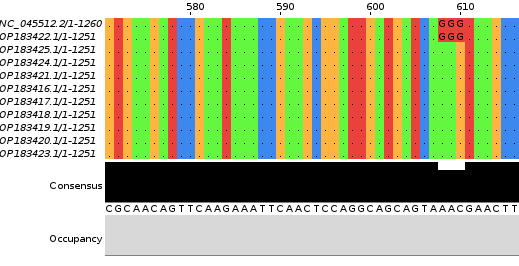 580 590 600 610
NC_045512.2/1-1260 GGG
OP183422.1/1-1251 GGG
OP183425.1/1-1251
OP183424.1/1-1251
OP183421.1/1-1251
OP183416.1/1-1251
OP183417.1/1-1251
OP183418.1/1-1251
OP183419.1/1-1251
OP183420.1/1-1251
OP183423.1/1-1251
Consensus
CGCAACAGTTCAAGAAATTCAACTCCAGGCAGCAGTAAACGAACTT
Occupancy